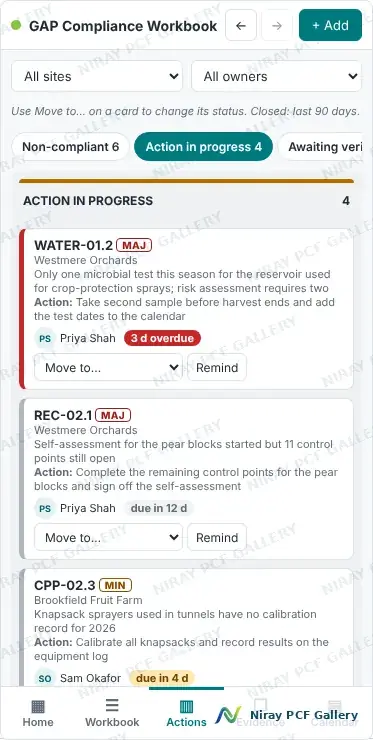 GAP Compliance Workbook
←
→
+ Add
All sites
All owners
Use Move to... on a card to change its status. Closed: last 90 days.
Non-compliant 6
Action in progress 4
Awaiting veri
ACTION IN PROGRESS
4
WATER-01.2 MAJ
Westmere Orchards
Only one microbial test this season for the reservoir used
for crop-protection sprays; risk assessment requires two
Action: Take second sample before harvest ends and add
the test dates to the calendar
PS Priya Shah 3 d overdue
Move to...
Remind
REC-02.1 MAJ
Westmere Orchards
Self-assessment for the pear blocks started but 11 control
points still open
Action: Complete the remaining control points for the pear
blocks and sign off the self-assessment
PS Priya Shah due in 12 d
Move to...
Remind
CPP-02.3 MIN
Brookfield Fruit Farm
Knapsack sprayers used in tunnels have no calibration
record for 2026
Action: Calibrate all knapsacks and record results on the
equipment log
SO Sam Okafor due in 4 d
Home
Workbook
Actions
Evidence
Niray PCF Gallery
NIRAY PCF GALLERY